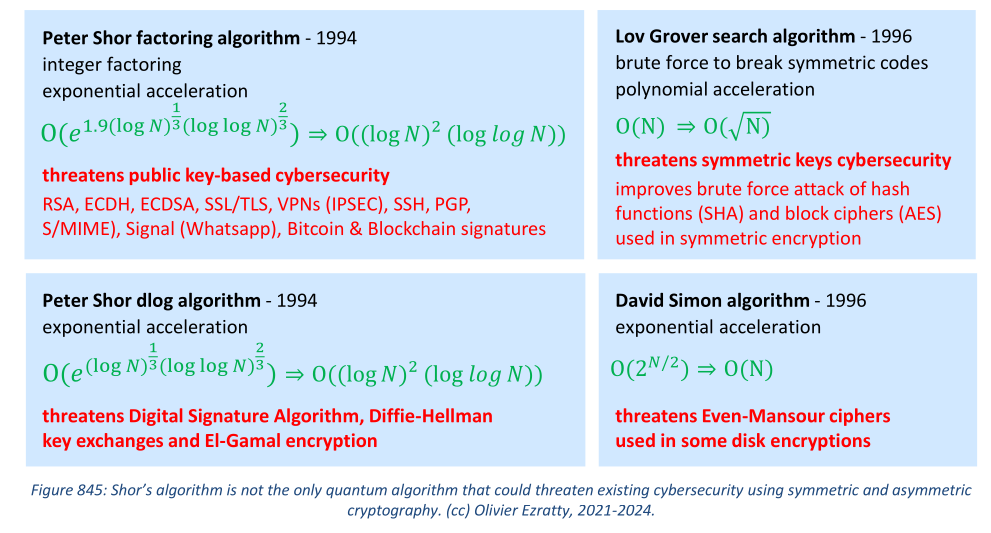 Peter Shor factoring algorithm - 1994
integer factoring
exponential acceleration
O(e^{1.9(log N)^{1/3}(log log N)^{2/3}}) ⇒ O((log N)^2 (log log N))
threatens public key-based cybersecurity
RSA, ECDH, ECDSA, SSL/TLS, VPNs (IPSEC), SSH, PGP,
S/MIME), Signal (Whatsapp), Bitcoin & Blockchain signatures
Lov Grover search algorithm - 1996
brute force to break symmetric codes
polynomial acceleration
O(N) ⇒ O(√N)
threatens symmetric keys cybersecurity
improves brute force attack of hash
functions (SHA) and block ciphers (AES)
used in symmetric encryption
Peter Shor dlog algorithm - 1994
exponential acceleration
O(e^{(log N)^{1/3}(log log N)^{2/3}}) ⇒ O((log N)^2 (log log N))
threatens Digital Signature Algorithm, Diffie-Hellman
key exchanges and El-Gamal encryption
David Simon algorithm - 1996
exponential acceleration
O(2^{N/2}) ⇒ O(N)
threatens Even-Mansour ciphers
used in some disk encryptions
Figure 845: Shor's algorithm is not the only quantum algorithm that could threaten existing cybersecurity using symmetric and asymmetric
cryptography. (cc) Olivier Ezratty, 2021-2024.